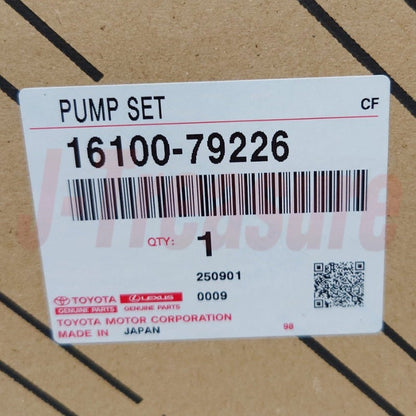 PUMP SET CF
16100-79226
J-Treasure
QTY: 1
250901
TOYOTA LEXUS 0009
GENUINE PARTS GENUINE PARTS
TOYOTA MOTOR CORPORATION
MADE IN JAPAN 98